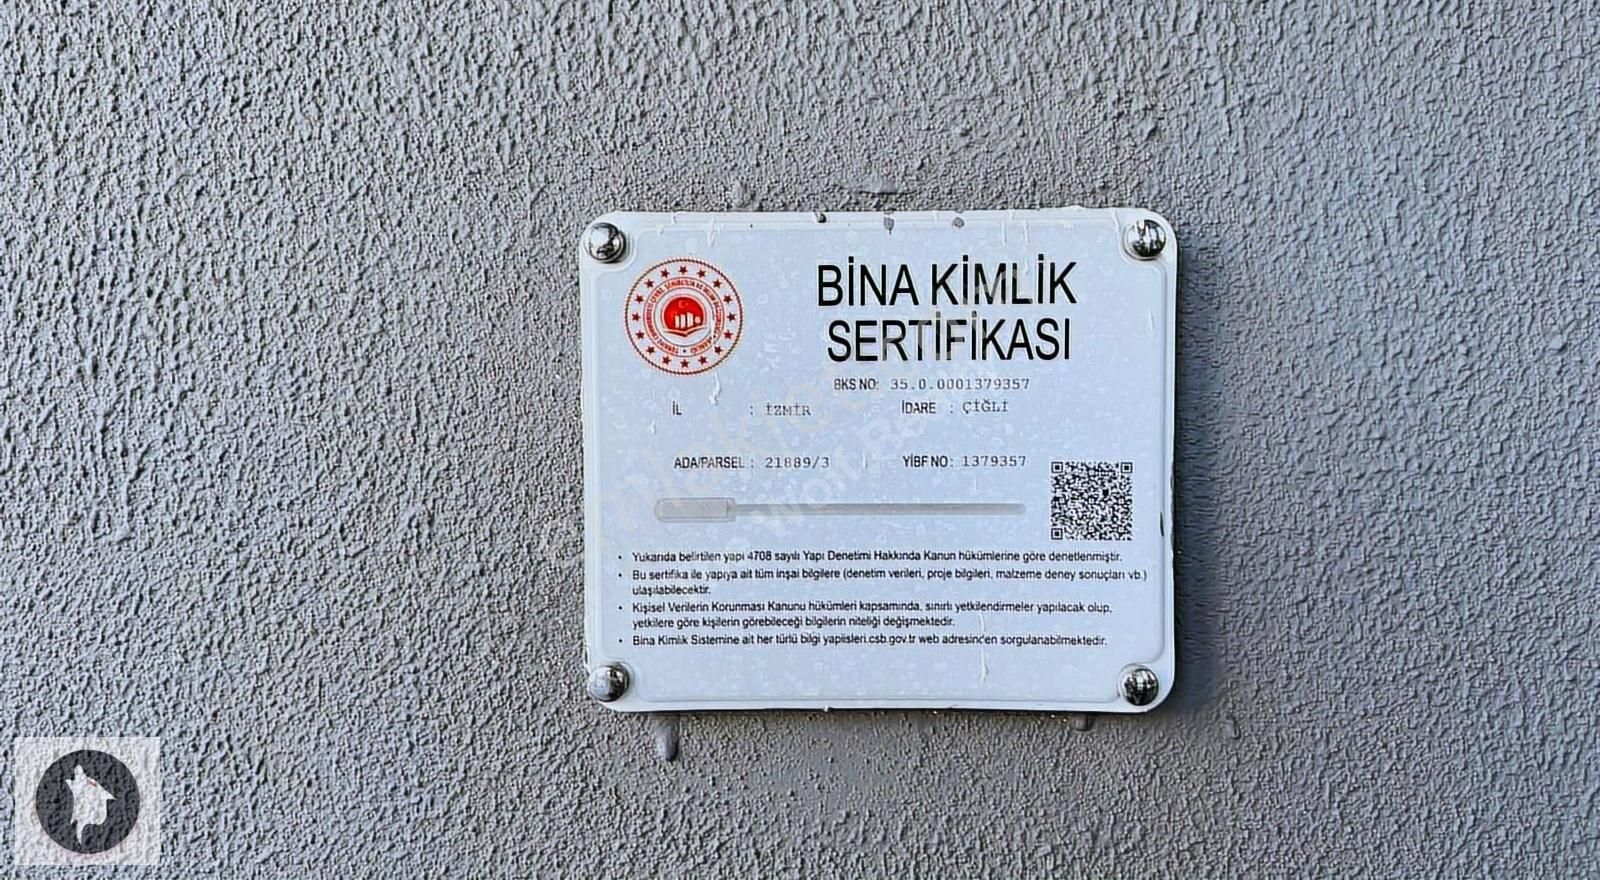 BİNA KİMLİK
SERTİFİKASI
BKS NO: 35.0.0001379357
İL : İZMİR İDARE : ÇİĞLİ
ADA/PARSEL : 21889/3 YİBF NO: 1379357
• Yukarıda belirtilen yapı 4708 sayılı Yapı Denetimi Hakkında Kanun hükümlerine göre denetlenmiştir.
• Bu sertifika ile yapıya ait tüm inşai bilgilere (denetim verileri, proje bilgileri, malzeme deney sonuçları vb.)
ulaşılabilecektir.
• Kişisel Verilerin Korunması Kanunu hükümleri kapsamında, sınırlı yetkilendirmeler yapılacak olup,
yetkilere göre kişilerin görebileceği bilgilerin niteliği değişmektedir.
• Bina Kimlik Sistemine ait her türlü bilgi yapiisleri.csb.gov.tr web adresinden sorgulanabilmektedir.